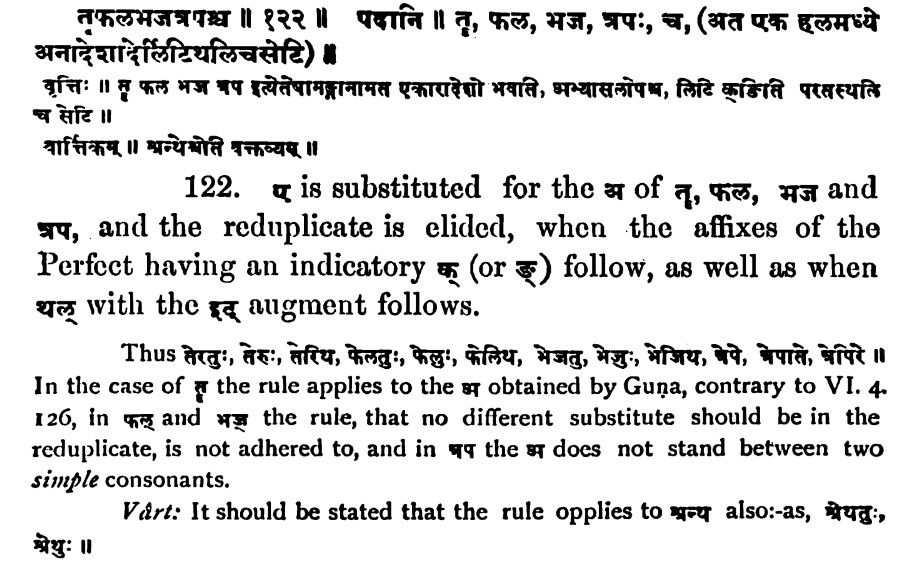 तॄफलभजत्रपश्च ॥ १२२ ॥ पदानि ॥ तॄ, फल, भज, त्रपः, च, (अत एक हलमध्ये
अनादेशादेर्लिटिथलिचसेटि) ॥
वृत्तिः ॥ तॄ फल भज त्रप इत्येतेषामङ्गानामत एकारादेशो भवति, अभ्यासलोपश्च, लिटि क्ङिति परतस्थलि
च सेटि ॥
वार्त्तिकम् ॥ श्रन्थेश्चेति वक्तव्यम् ॥
122. ए is substituted for the अ of तॄ, फल, भज and
त्रप, and the reduplicate is elided, when the affixes of the
Perfect having an indicatory क् (or ङ्) follow, as well as when
थल् with the इट् augment follows.
Thus तेरतुः, तेरुः, तेरिथ, फेलतुः, फेलुः, फेलिथ, भेजतु, भेजुः, भेजिथ, त्रेपे, त्रेपाते, त्रेपिरे ॥
In the case of तॄ the rule applies to the अ obtained by Guṇa, contrary to VI. 4.
126, in फल् and भज् the rule, that no different substitute should be in the
reduplicate, is not adhered to, and in त्रप the अ does not stand between two
simple consonants.
Vârt: It should be stated that the rule opplies to श्रन्थ also:-as, श्रेथतुः,
श्रेथुः ॥